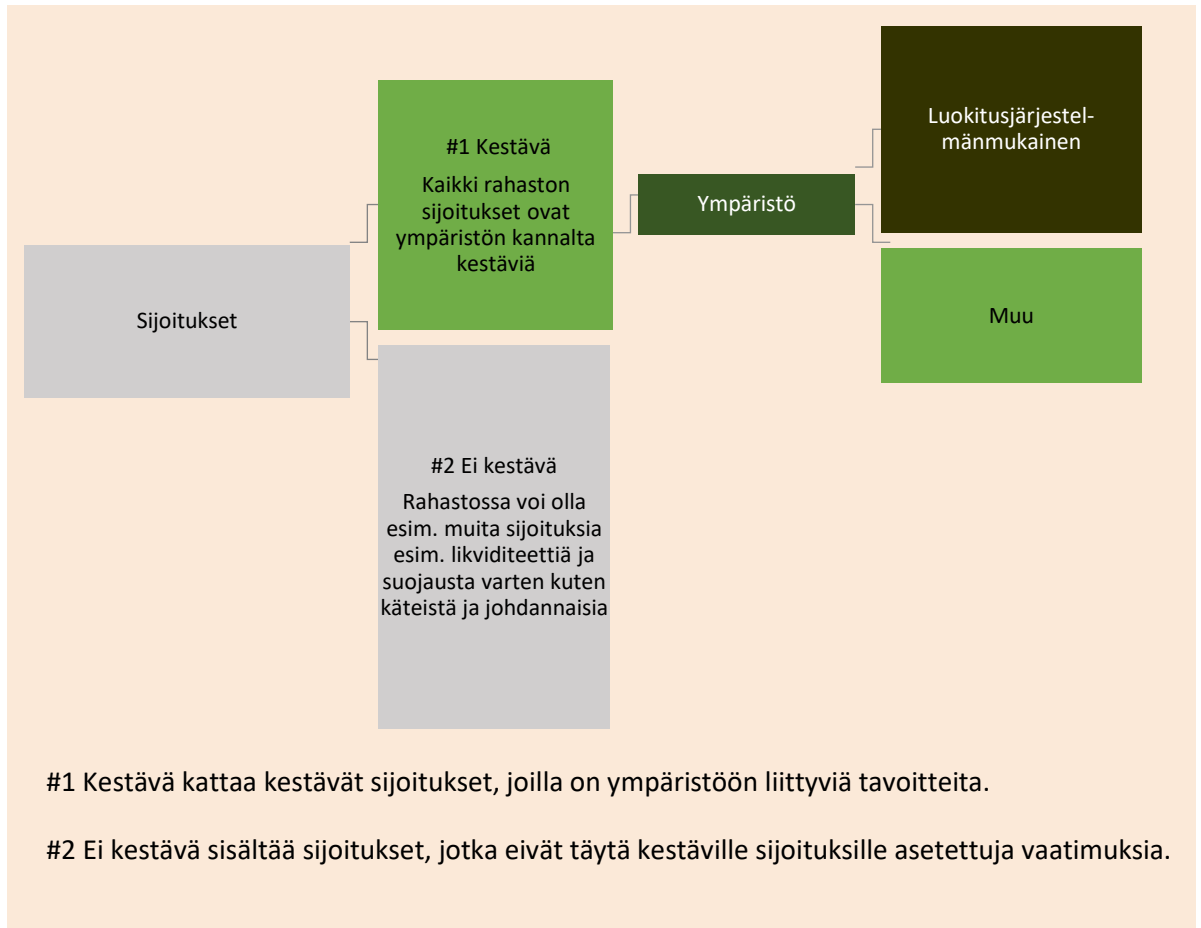 Sijoitukset
#1 Kestävä
Kaikki rahaston
sijoitukset ovat
ympäristön kannalta
kestäviä
#2 Ei kestävä
Rahastossa voi olla
esim. muita sijoituksia
esim. likviditeettiä ja
suojausta varten kuten
käteistä ja johdannaisia
Ympäristö
Luokitusjärjestel-
mänmukainen
Muu
#1 Kestävä kattaa kestävät sijoitukset, joilla on ympäristöön liittyviä tavoitteita.
#2 Ei kestävä sisältää sijoitukset, jotka eivät täytä kestäville sijoituksille asetettuja vaatimuksia.